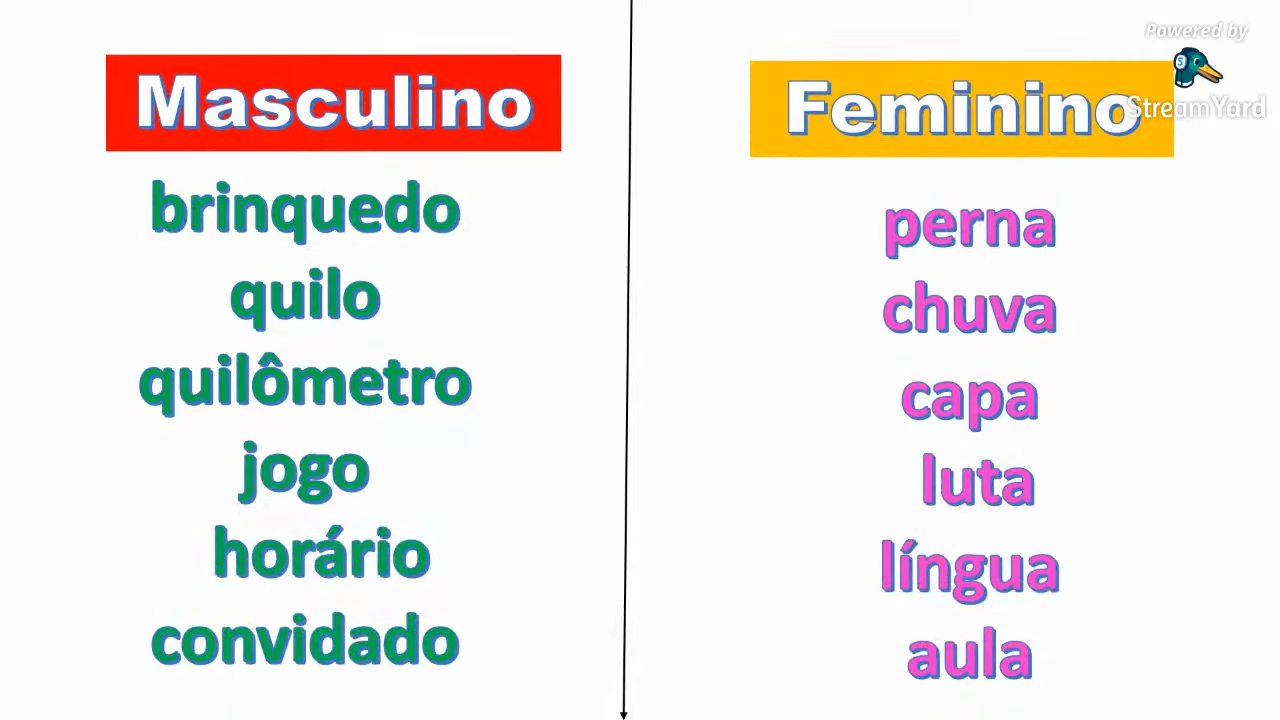 Masculino
brinquedo
quilo
quilômetro
jogo
horário
convidado
Powered by
StreamYard
Feminino
perna
chuva
capa
luta
língua
aula